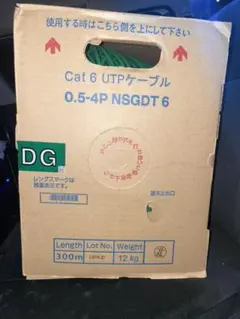 使用する時はこちら側を上にして下さい
Cat 6 UTPケーブル
0.5-4P NSGDT 6
DG
レングスマークは
残量表示です。
Length
Lot No.
Weight
300m
12 kg